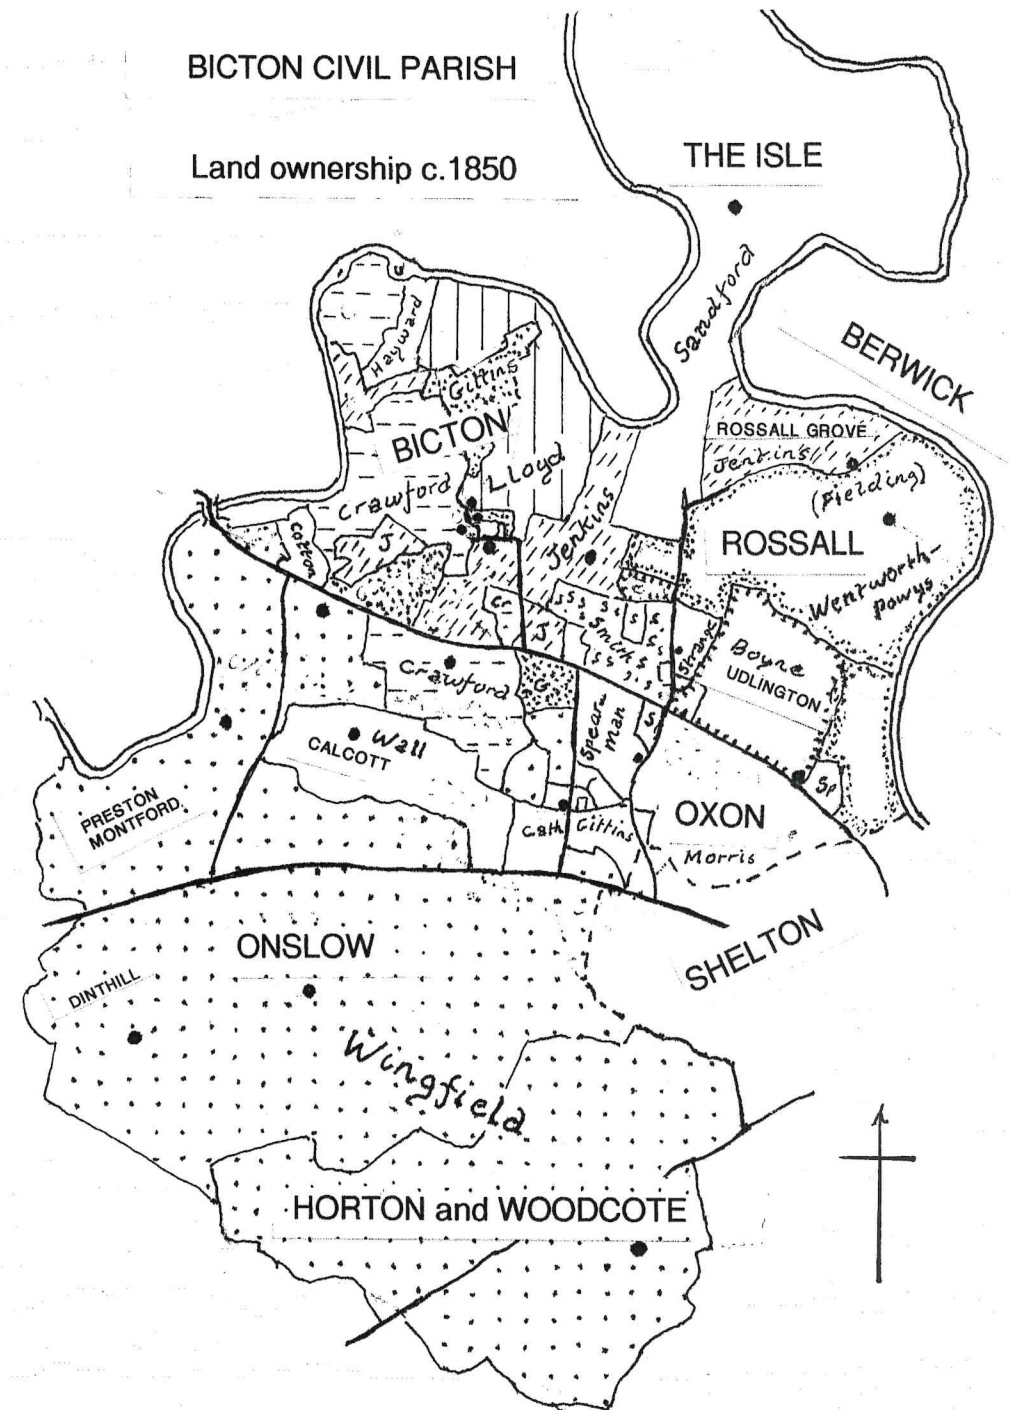 BICTON CIVIL PARISH
Land ownership c.1850
THE ISLE
Sandford
BERWICK
Hayward
Gittins
BICTON
Crawford
Lloyd
ROSSALL GROVE
Jenkins
(Fielding)
ROSSALL
Wentworth-
Powys
Cotton
J
Jenkins
C
G
Cr
J
S S S S S
Smith S
S S
Strange
Boyne
UDLINGTON
Crawford
G
Spear
man
S
Sp
Wall
CALCOTT
PRESTON
MONTFORD
Cath Gittins
OXON
Morris
SHELTON
ONSLOW
DINTHILL
Wingfield
HORTON and WOODCOTE